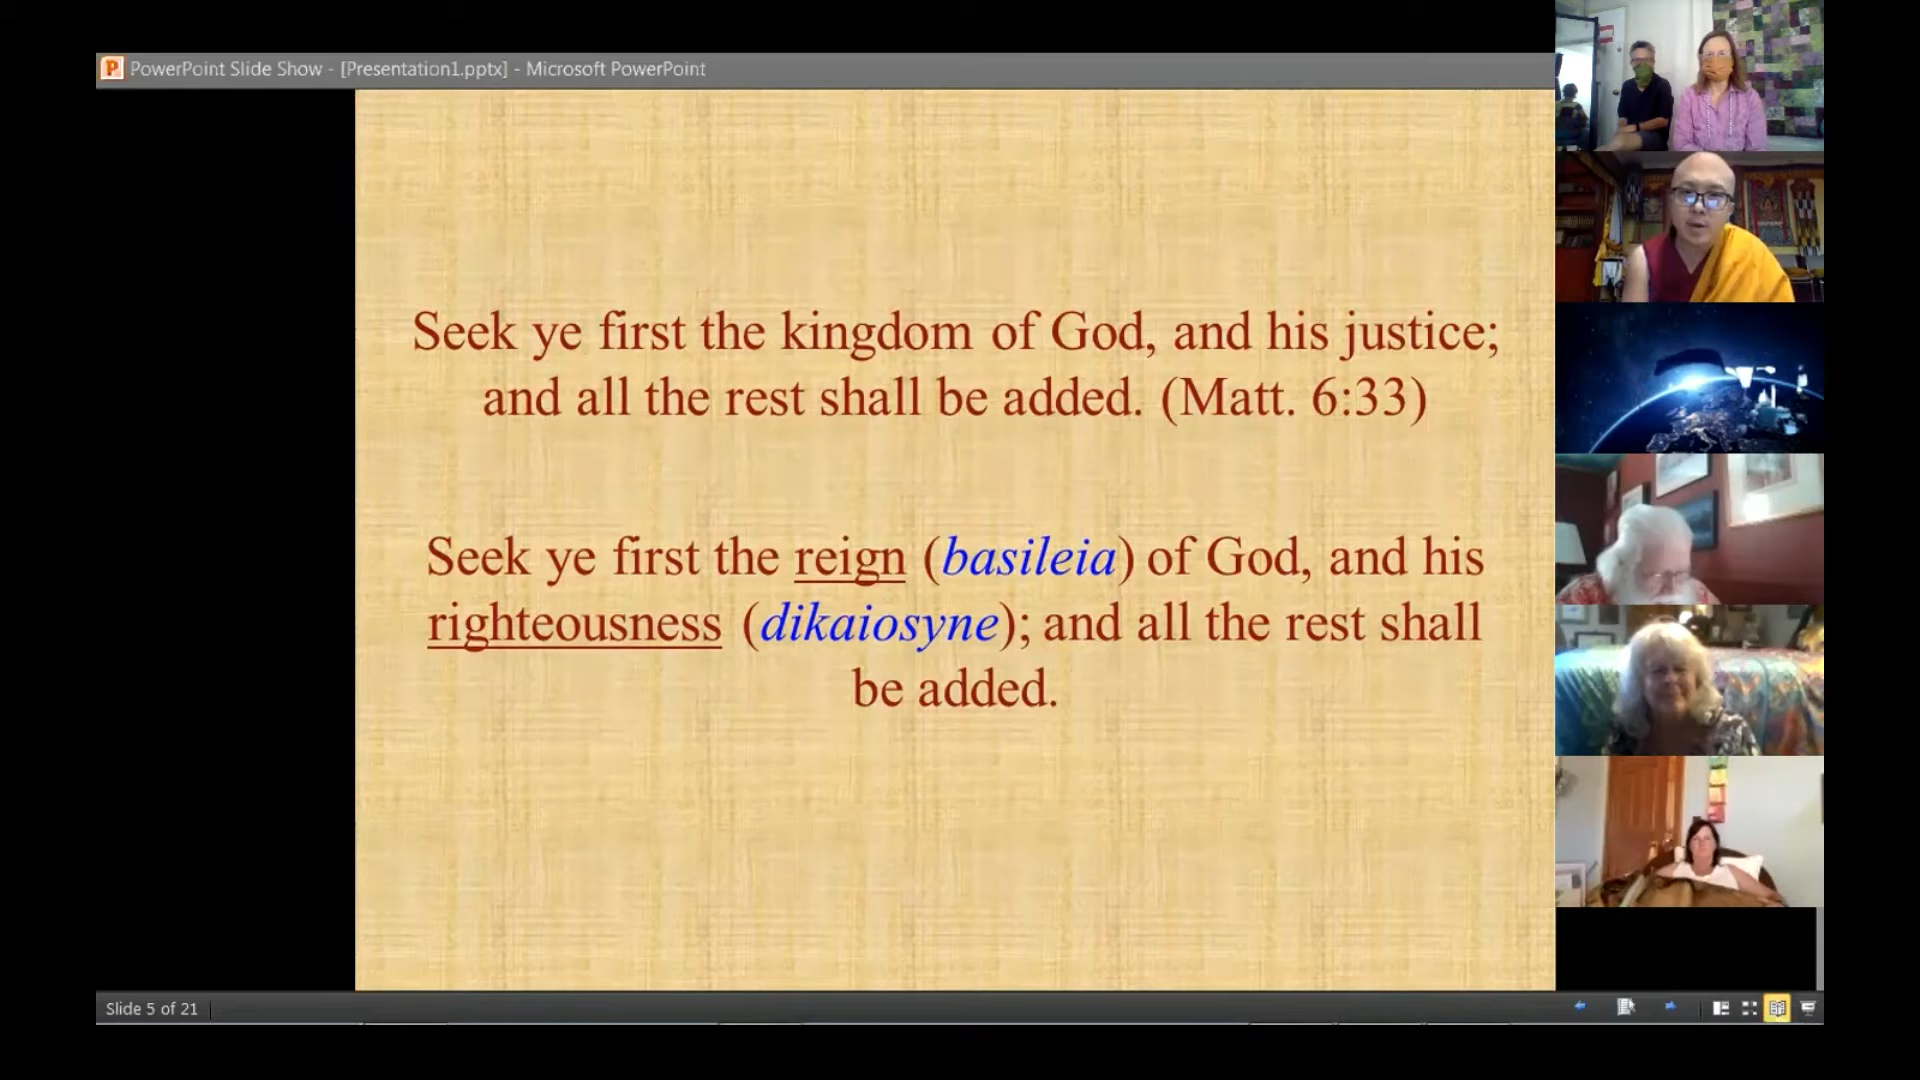 PowerPoint Slide Show - [Presentation1.pptx] - Microsoft PowerPoint
Seek ye first the kingdom of God, and his justice;
and all the rest shall be added. (Matt. 6:33)
Seek ye first the reign (basileia) of God, and his
righteousness (dikaiosyne); and all the rest shall
be added.
Slide 5 of 21